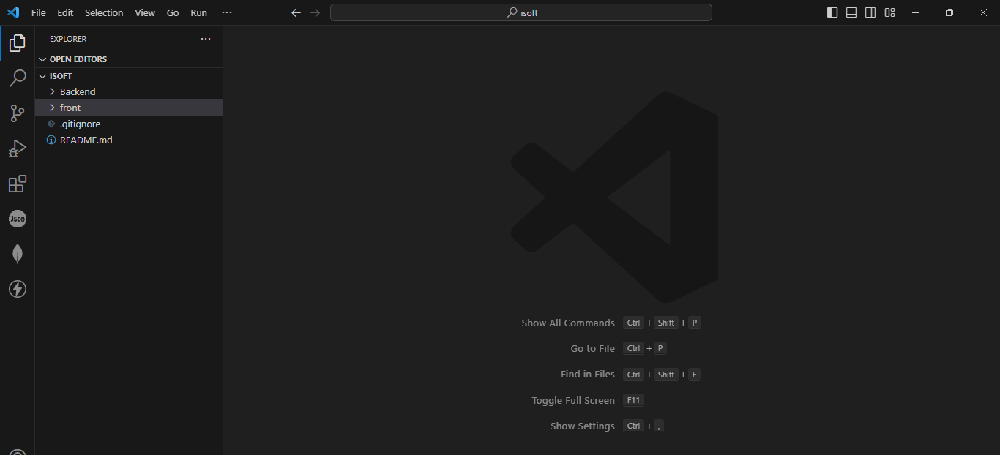 File Edit Selection View Go Run ···
isoft
EXPLORER ···
OPEN EDITORS
ISOFT
Backend
front
.gitignore
README.md
Json
Show All Commands Ctrl + Shift + P
Go to File Ctrl + P
Find in Files Ctrl + Shift + F
Toggle Full Screen F11
Show Settings Ctrl + ,